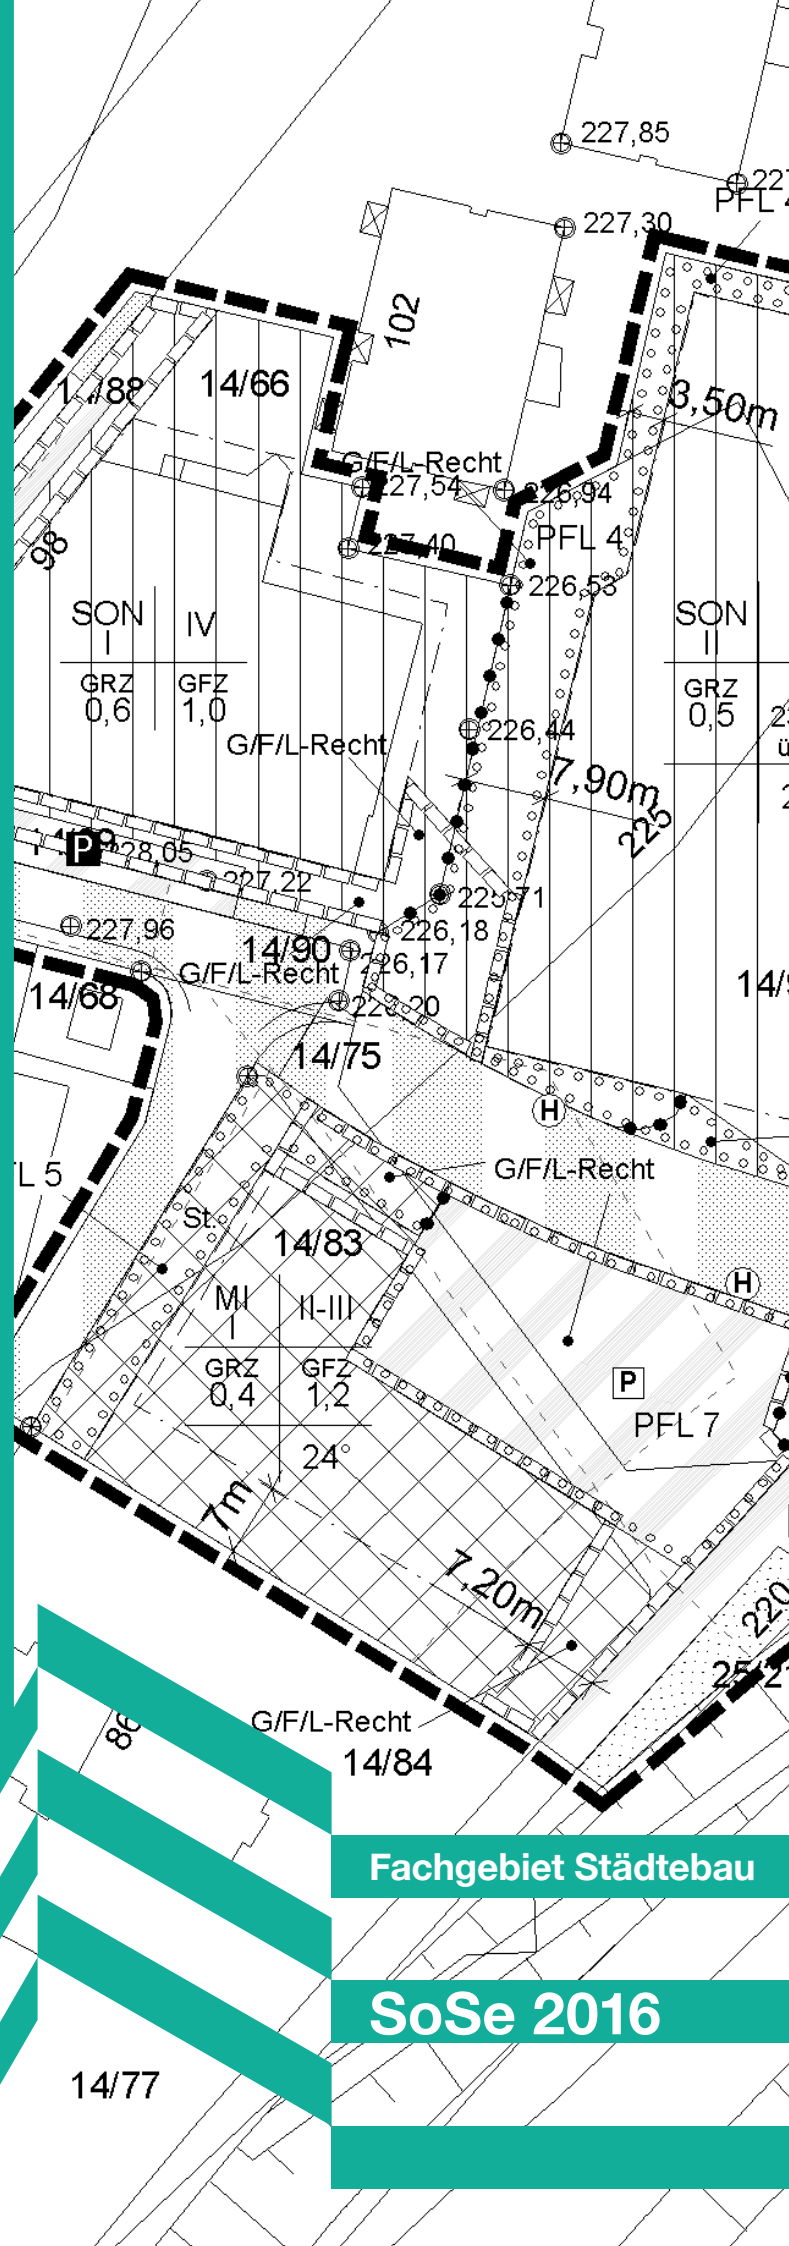 227,85
PFL 4
227,30
102
14/66
3,50m
G/F/L-Recht
227,54
226,94
PFL 4
227,40
98
226,53
SON
I
IV
GRZ
0,6
GFZ
1,0
SON
II
GRZ
0,5
G/F/L-Recht
226,44
7,90m
225
P
228,05
227,22
227,96
226,18
14/90
G/F/L-Recht
226,17
14/68
14/75
H
G/F/L-Recht
St.
14/83
MI
I
II-III
H
GRZ
0,4
GFZ
1,2
P
PFL 7
24°
7m
7,20m
220
G/F/L-Recht
14/84
86
Fachgebiet Städtebau
SoSe 2016
14/77